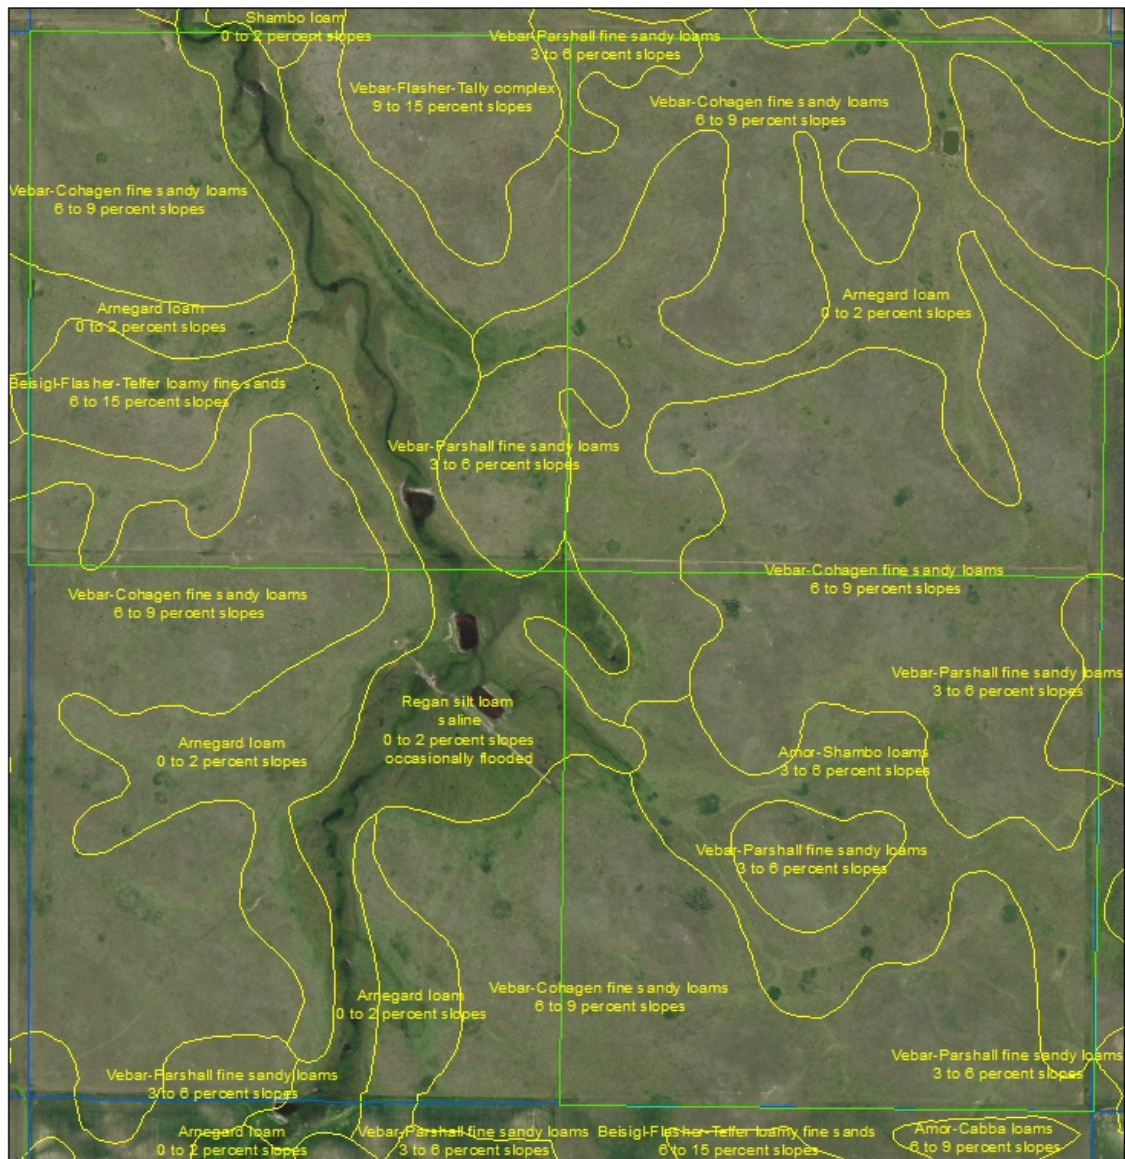 Shambo loam
0 to 2 percent slopes
Vebar-Parshall fine sandy loams
3 to 6 percent slopes
Vebar-Flasher-Tally complex
9 to 15 percent slopes
Vebar-Cohagen fine sandy loams
6 to 9 percent slopes
Vebar-Cohagen fine sandy loams
6 to 9 percent slopes
Arnegard loam
0 to 2 percent slopes
Arnegard loam
0 to 2 percent slopes
Beisigl-Flasher-Telfer loamy fine sands
6 to 15 percent slopes
Vebar-Parshall fine sandy loams
3 to 6 percent slopes
Vebar-Cohagen fine sandy loams
6 to 9 percent slopes
Vebar-Cohagen fine sandy loams
6 to 9 percent slopes
Vebar-Parshall fine sandy loams
3 to 6 percent slopes
Regan silt loam
saline
0 to 2 percent slopes
occasionally flooded
Arnegard loam
0 to 2 percent slopes
Amor-Shambo loams
3 to 6 percent slopes
Vebar-Parshall fine sandy loams
3 to 6 percent slopes
Vebar-Cohagen fine sandy loams
6 to 9 percent slopes
Arnegard loam
0 to 2 percent slopes
Vebar-Parshall fine sandy loams
3 to 6 percent slopes
Vebar-Parshall fine sandy loams
3 to 6 percent slopes
Arnegard loam
0 to 2 percent slopes
Vebar-Parshall fine sandy loams
3 to 6 percent slopes
Beisigl-Flasher-Telfer loamy fine sands
6 to 15 percent slopes
Amor-Cabba loams
6 to 9 percent slopes